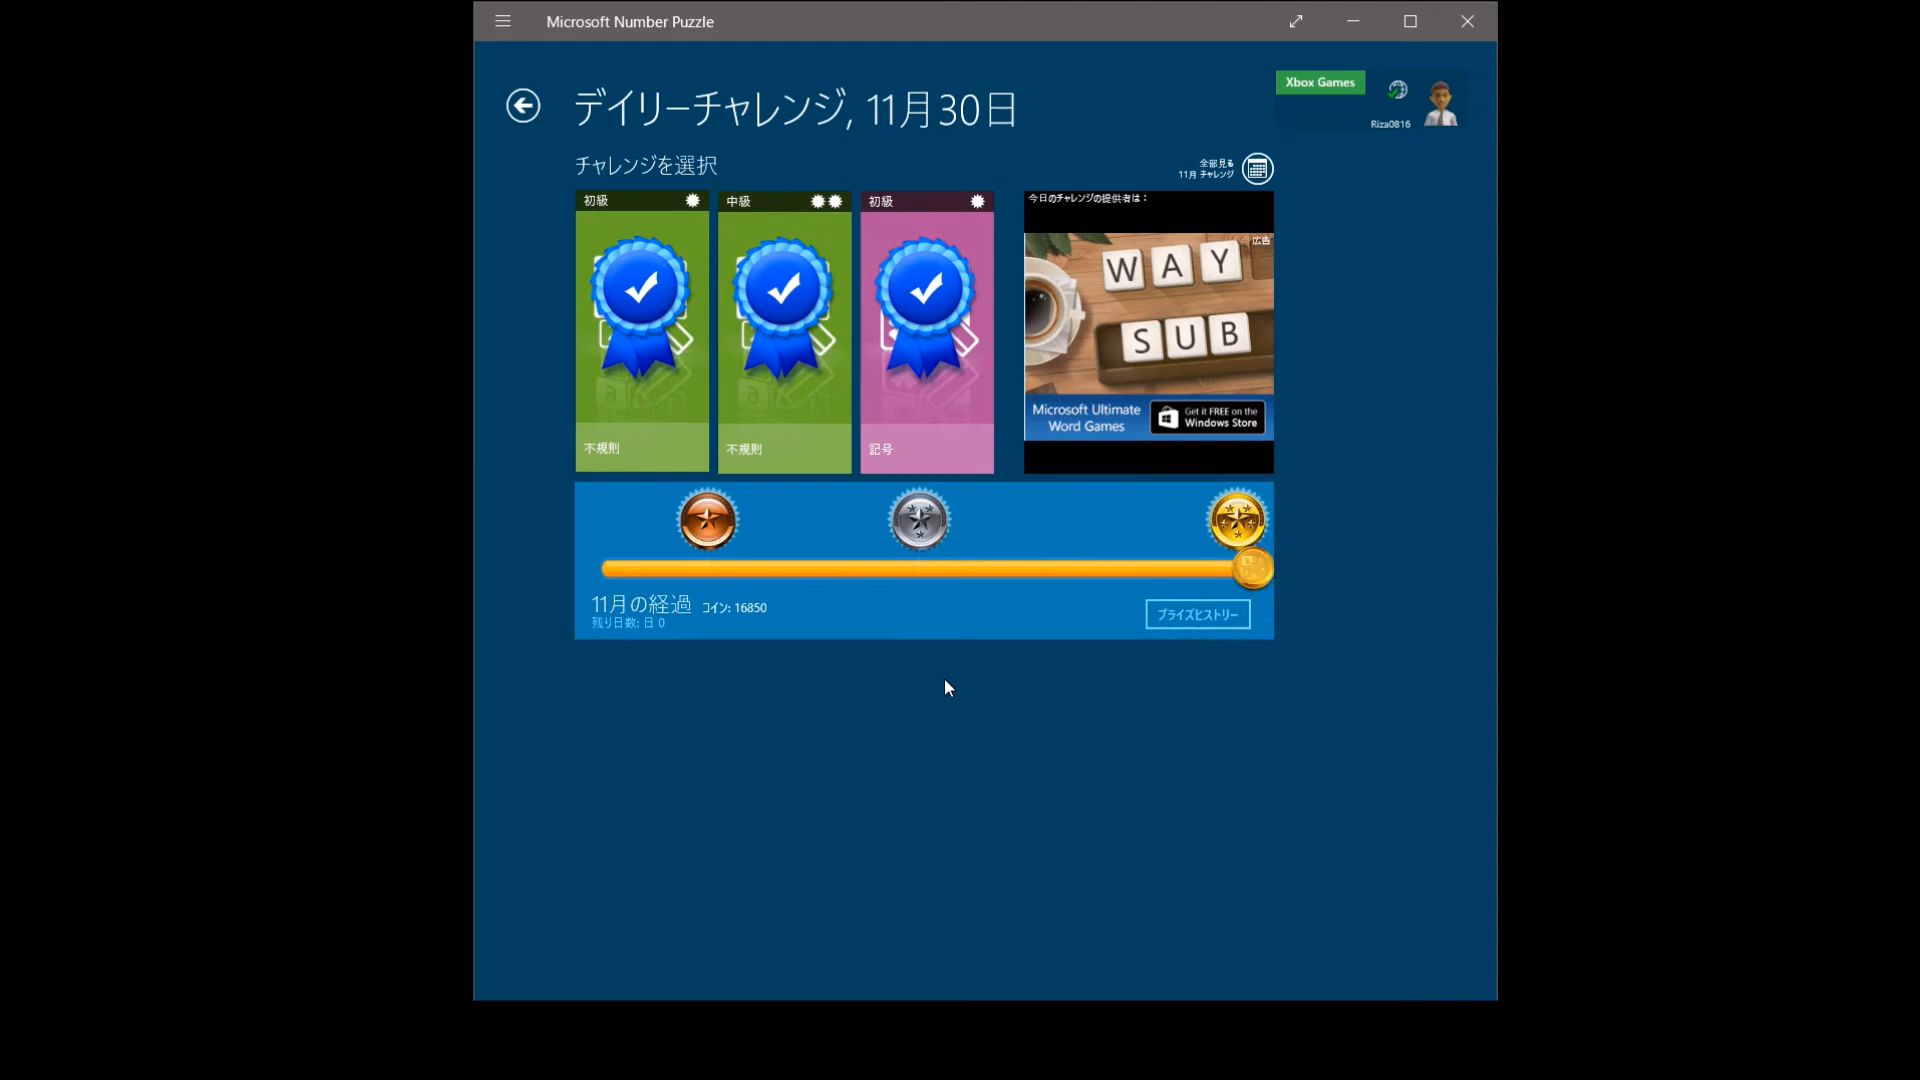 Microsoft Number Puzzle
デイリーチャレンジ, 11月30日
Xbox Games
Riza0816
チャレンジを選択
全部見る
11月 チャレンジ
初級
中級
初級
不規則
不規則
記号
今日のチャレンジの提供者は：
広告
WAY
SUB
Microsoft Ultimate
Word Games
Get it FREE on the
Windows Store
11月の経過 コイン: 16850
残り日数: 日 0
プライズヒストリー